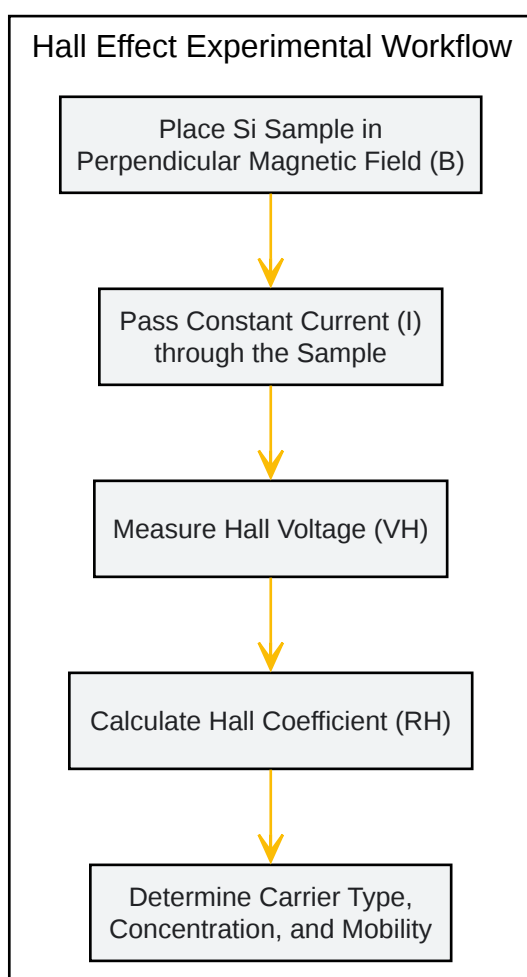 Hall Effect Experimental Workflow
Place Si Sample in
Perpendicular Magnetic Field (B)
Pass Constant Current (I)
through the Sample
Measure Hall Voltage (VH)
Calculate Hall Coefficient (RH)
Determine Carrier Type,
Concentration, and Mobility